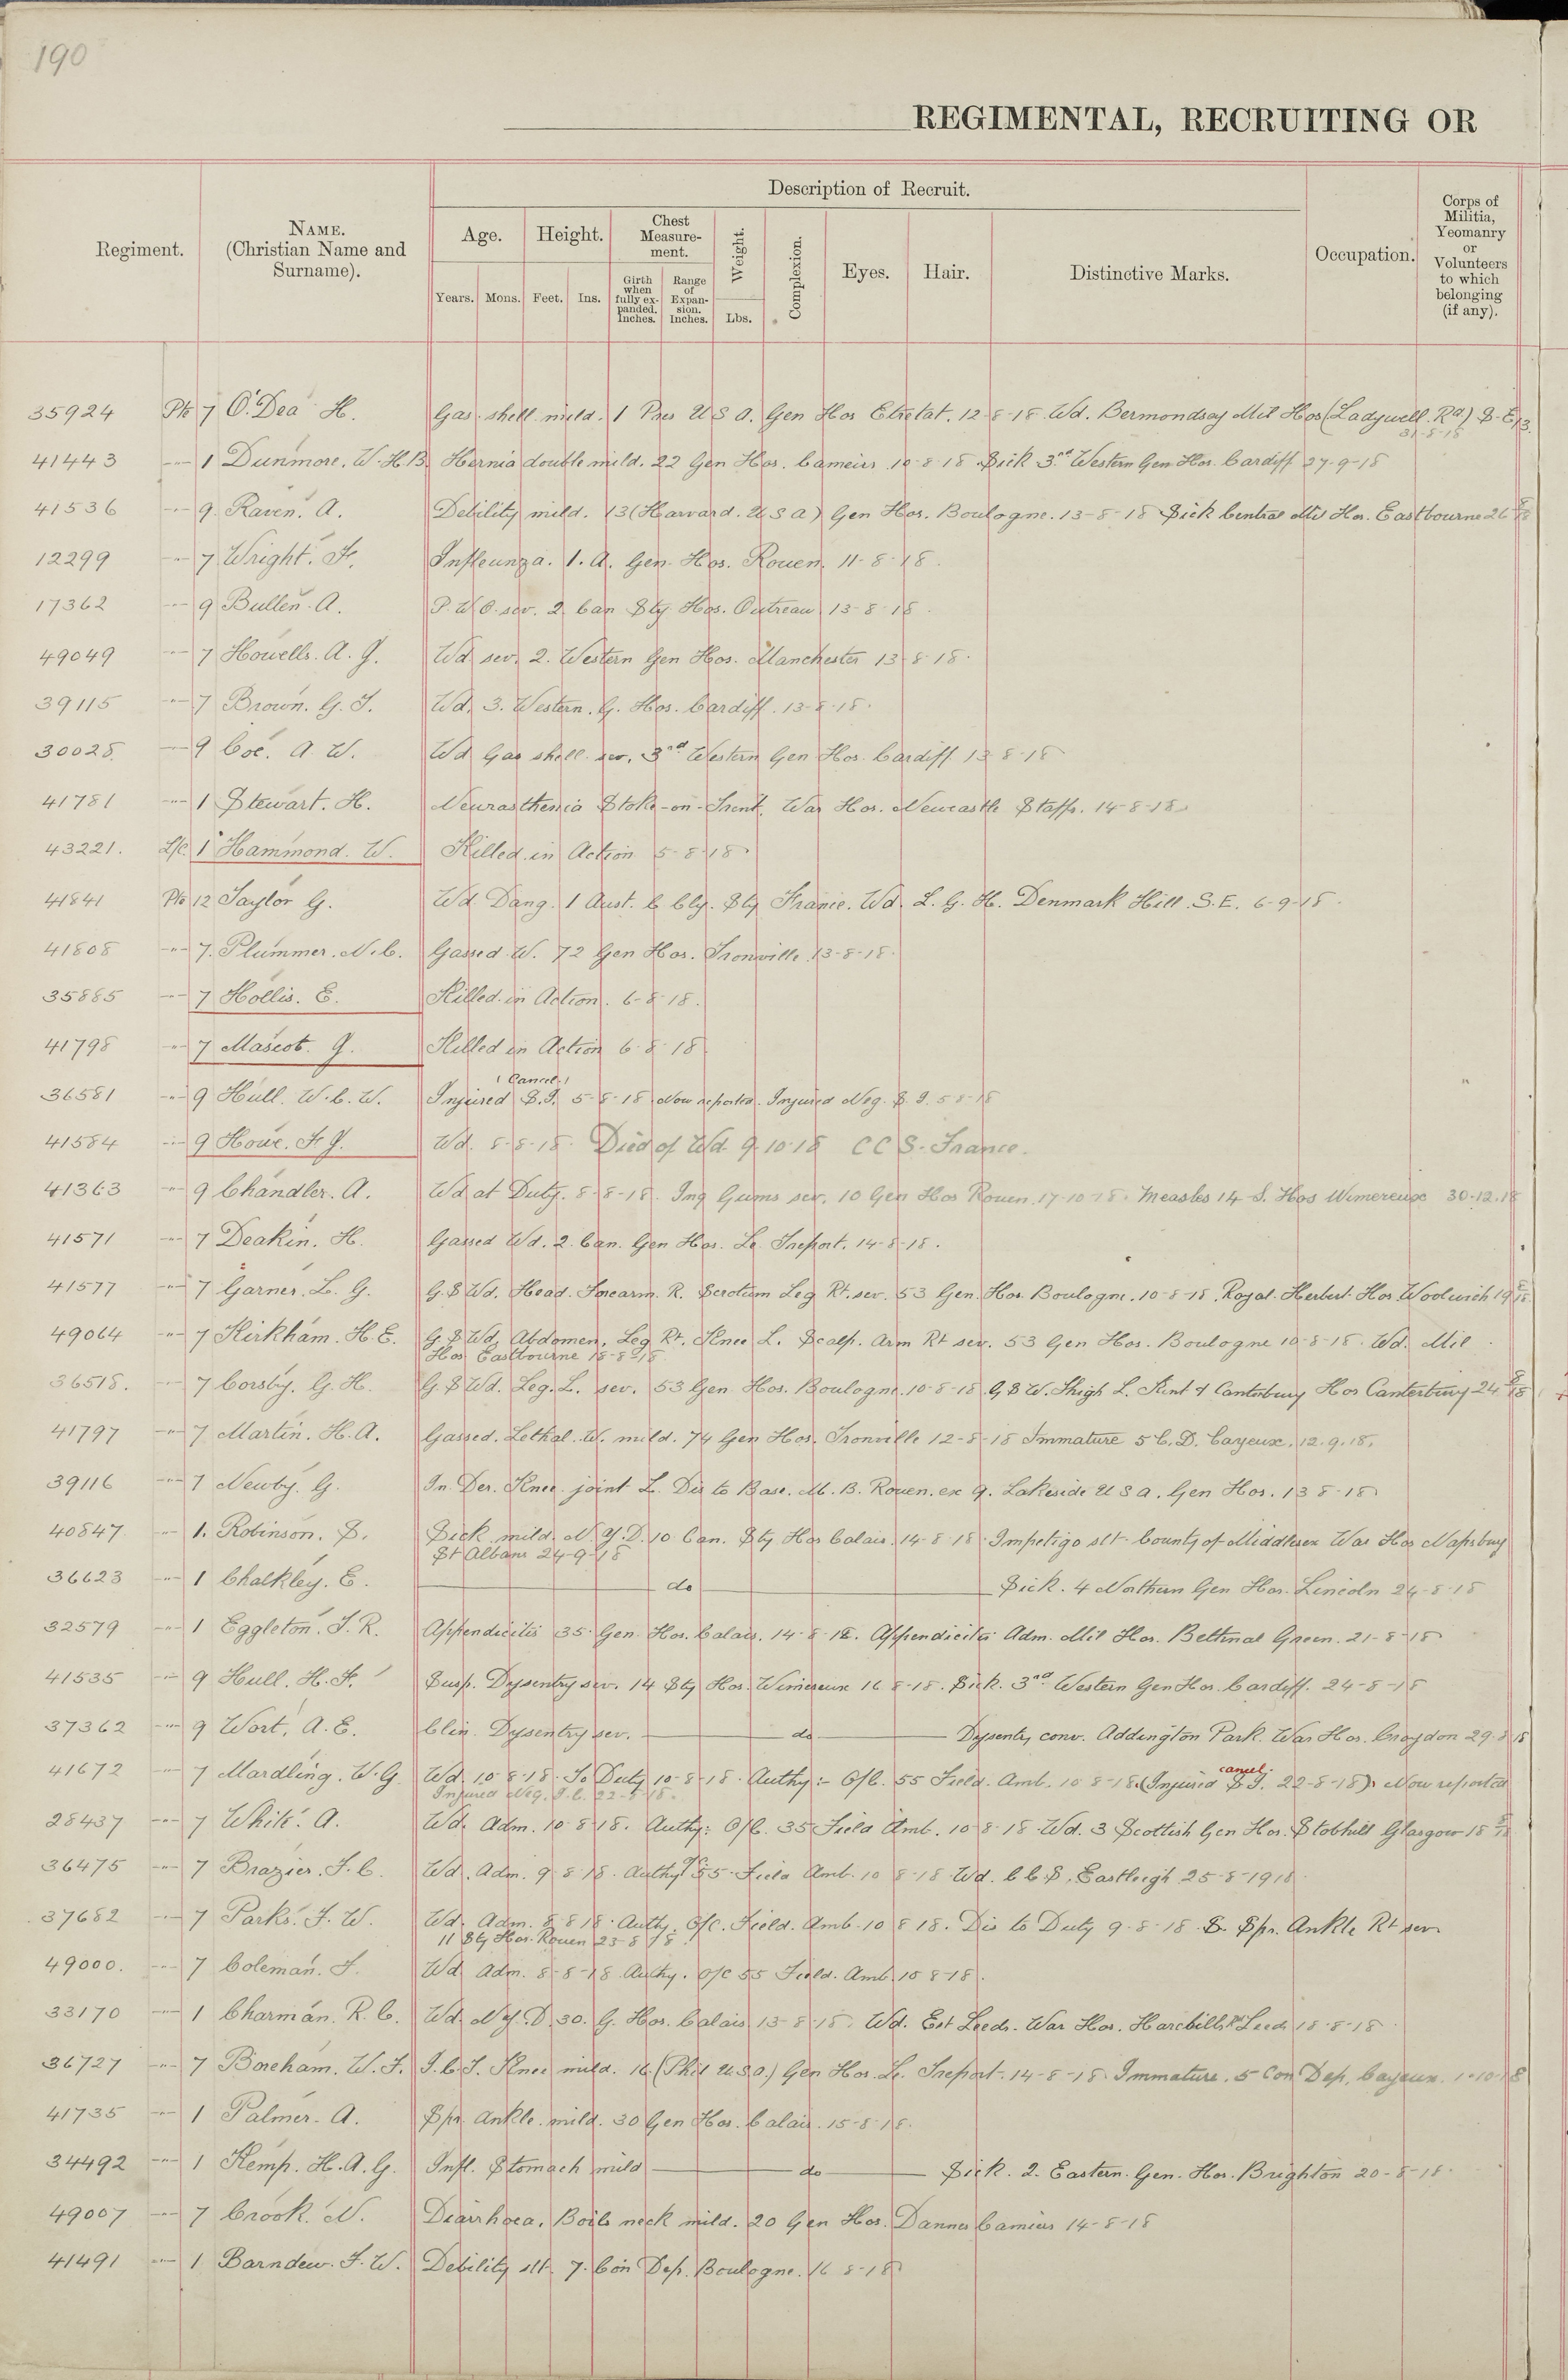 190
REGIMENTAL, RECRUITING OR
Regiment.
NAME.
(Christian Name and
Surname).
Description of Recruit.
Age.
Height.
Chest
Measure-
ment.
Weight.
Complexion.
Eyes.
Hair.
Distinctive Marks.
Occupation.
Corps of
Militia,
Yeomanry
or
Volunteers
to which
belonging
(if any).
Years.
Mons.
Feet.
Ins.
Girth
when
fully ex-
panded.
Inches.
Range
of
Expan-
sion.
Inches.
Lbs.
35924 Pte 7 O'Dea H. Gas shell mild. 1 Pres U S A. Gen Hos Etretat. 12-8-18 Wd. Bermondsey Mil Hos (Ladywell Rd) S.E.13.
31-8-18
41443 -"- 1 Dunmore. W.H.B. Hernia double mild. 22 Gen Hos. Cameirs 10-8-18 Sick 3rd Western Gen Hos. Cardiff 27-9-18
41536 -"- 9 Raven. A. Debility mild. 13 (Harvard. U S A) Gen Hos. Boulogne. 13-8-18 Sick Central Mil Hos. Eastbourne 26 8/18
12299 -"- 7 Wright. F. Infleunza. 1. A. Gen. Hos. Rouen. 11-8-18.
17362 -"- 9 Bullen. A. P.U.O. sev. 2 Can Sty Hos. Outreau 13-8-18.
49049 -"- 7 Howells. A. J. Wd sev. 2. Western Gen Hos. Manchester 13-8-18.
39115 -"- 7 Brown. G. T. Wd. 3. Western. G. Hos. Cardiff. 13-8-18.
30028 -"- 9 Coe. A. W. Wd Gas shell sev. 3rd Western Gen Hos. Cardiff 13-8-18
41781 -"- 1 Stewart. H. Neurasthenia Stoke-on-Trent. War Hos. Newcastle Staffs. 14-8-18.
43221. L/C. 1 Hammond. W. Killed in Action 5-8-18
41841 Pte 12 Taylor G. Wd Dang. 1 Aust. C Clg. Stg France. Wd. L. G. H. Denmark Hill S.E. 6-9-18.
41808 -"- 7. Plummer. N. C. Gassed W. 72 Gen Hos. Tronville 13-8-18.
35885 -"- 7 Hollis. E. Killed in Action. 6-8-18.
41798 -"- 7 Mascot. J. Killed in Action 6-8-18
(Cancel)
36581 -"- 9 Hull. W. C. W. Injured S.I. 5-8-18 Now reported. Injured Neg. S. I. 5-8-18
41584 -"- 9 Howe. F. J. Wd. 8-8-18. Died of Wd. 9-10-18 C C S. France.
41363 -"- 9 Chandler. A. Wd at Duty. 8-8-18. Ing Gums sev. 10 Gen Hos Rouen. 17-10-18. Measles 14 S. Hos Wimereux 30.12.18
41571 -"- 7 Deakin. H. Gassed Wd. 2. Can. Gen Hos. Le Treport. 14-8-18.
41577 -"- 7 Garner. L. G. G.S Wd. Head. Forearm. R. Scrotum Leg Rt. sev. 53 Gen. Hos. Boulogne. 10-8-18. Royal Herbert Hos. Woolwich 19 8/18.
49064 -"- 7 Kirkham. H. E. G.S Wd. Abdomen. Leg Rt. Knee L. Scalp. Arm Rt sev. 53 Gen Hos. Boulogne 10-8-18. Wd. Mil
Hos Eastbourne 18-8-18.
36518. -"- 7 Corsby. G. H. G.S Wd. Leg. L. sev. 53 Gen Hos. Boulogne. 10-8-18 G S W. Thigh L. Kent & Canterbury Hos Canterbury 24 8/18
41797 -"- 7 Martin. H. A. Gassed. Lethal. W. mild. 74 Gen Hos. Tronville 12-8-18 Immature 5 C. D. Cayeux. 12.9.18.
39116 -"- 7 Newby. G. In. Der. Knee joint L. Dis to Base. M. B. Rouen. ex 9. Lakeside U S A. Gen Hos. 13-8-18
40847 -"- 1. Robinson. S. Sick mild. N.Y.D. 10 Can. Sty Hos Calais. 14-8-18. Impetigo slt. County of Middlesex War Hos Napsbury
St Albans 24-9-18
36623 -"- 1 Chalkley. E. do Sick. 4 Northern Gen Hos. Lincoln 24-8-18
32579 -"- 1 Eggleton. T. R. Appendicitis 35 Gen. Hos. Calais. 14-8-18. Appendicitis Adm. Mil Hos. Bethnal Green. 21-8-18
41535 -"- 9 Hull. H. F. Susp. Dysentry sev. 14 Sty Hos. Wimereux 16-8-18. Sick. 3rd Western Gen Hos. Cardiff. 24-8-18
37362 -"- 9 Wort. A. E. Clin. Dysentry sev. do Dysentry conv. Addington Park. War Hos. Croydon 29-8-18
41672 -"- 7 Mardling. W. G. Wd. 10-8-18. To Duty 10-8-18. Authy:- O/C. 55 Field. Amb. 10-8-18. (Injured S.I. 22-8-18) Now reported
cancel
Injured Neg. 22-8-18.
28437 -"- 7 White. A. Wd. Adm. 10-8-18. Authy: O/C. 35 Field Amb. 10-8-18. Wd. 3 Scottish Gen Hos. Stobhill Glasgow 18 8/18
36475 -"- 7 Brazier. J. C. Wd. Adm. 9-8-18. Authy O/C 55 Field Amb. 10-8-18 Wd. C C S. Eastleigh 25-8-1918.
37682 -"- 7 Parks. J. W. Wd. Adm. 8-8-18. Authy. O/C. Field. Amb. 10-8-18. Dis to Duty 9-8-18. S. Spr. Ankle Rt sev.
11 Sty Hos. Rouen 23-8-18.
49000. -"- 7 Coleman. J. Wd Adm. 8-8-18 Authy. O/C 55 Field. Amb. 10-8-18.
33170 -"- 1 Charman. R. C. Wd. N.Y.D. 30. G. Hos. Calais 13-8-18. Wd. Est Leeds. War Hos. Harehills Rd Leeds 18-8-18
36727 -"- 7 Boreham. W. J. I.C.T. Knee mild. 16 (Phil U.S.A.) Gen Hos. Le Treport. 14-8-18. Immature. 5 Con Dep. Cayeux. 1-10-18
41735 -"- 1 Palmer. A. Spr. Ankle. mild. 30 Gen Hos. Calais. 15-8-18.
34492 -"- 1 Kemp. H. A. G. Infl. Stomach mild do Sick. 2. Eastern. Gen. Hos. Brighton 20-8-18.
49007 -"- 7 Crook. N. Diarrhoea. Boils neck mild. 20 Gen Hos. Dannes Camiers 14-8-18
41491 -"- 1 Barndew. F. W. Debility slt. 7. Con Dep. Boulogne. 16-8-18